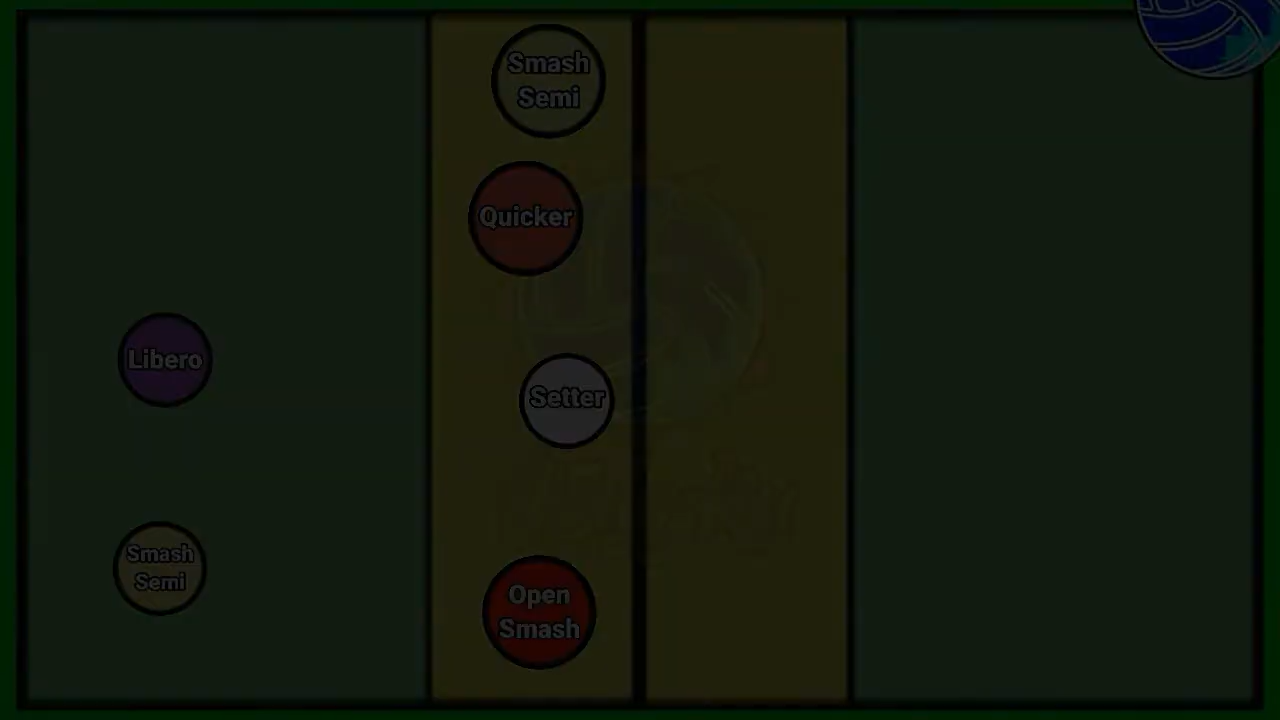 Smash
Semi
Quicker
Libero
Setter
Smash
Semi
Open
Smash